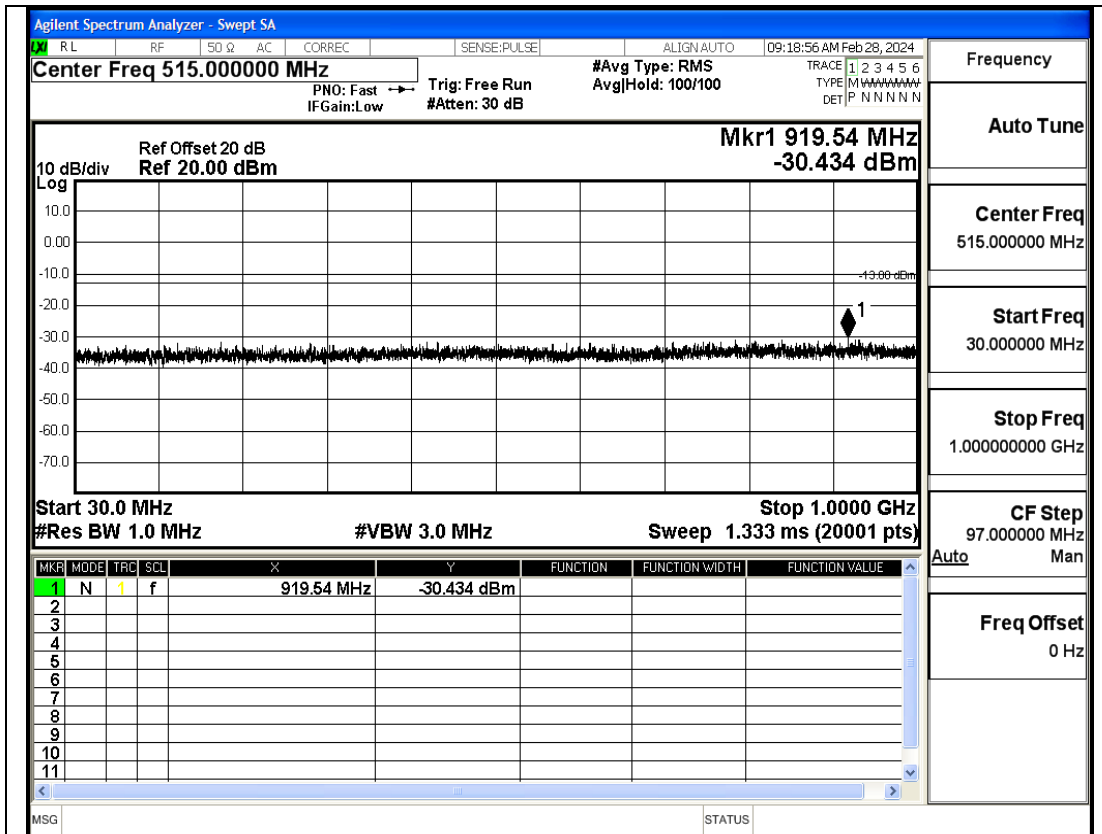 Agilent Spectrum Analyzer - Swept SA
LXI RL RF 50 Ω AC CORREC SENSE:PULSE ALIGN AUTO 09:18:56 AM Feb 28, 2024
Center Freq 515.000000 MHz
PNO: Fast
IFGain:Low
Trig: Free Run
#Atten: 30 dB
#Avg Type: RMS
Avg|Hold: 100/100
TRACE 1 2 3 4 5 6
TYPE M WWWWW
DET P N N N N N
Mkr1 919.54 MHz
-30.434 dBm
Ref Offset 20 dB
10 dB/div Ref 20.00 dBm
Log
10.0
0.00
-10.0
-13.00 dBm
-20.0
1
-30.0
-40.0
-50.0
-60.0
-70.0
Start 30.0 MHz Stop 1.0000 GHz
#Res BW 1.0 MHz #VBW 3.0 MHz Sweep 1.333 ms (20001 pts)
MKR MODE TRC SCL X Y FUNCTION FUNCTION WIDTH FUNCTION VALUE
1 N 1 f 919.54 MHz -30.434 dBm
2
3
4
5
6
7
8
9
10
11
MSG STATUS
Frequency
Auto Tune
Center Freq
515.000000 MHz
Start Freq
30.000000 MHz
Stop Freq
1.000000000 GHz
CF Step
97.000000 MHz
Auto Man
Freq Offset
0 Hz